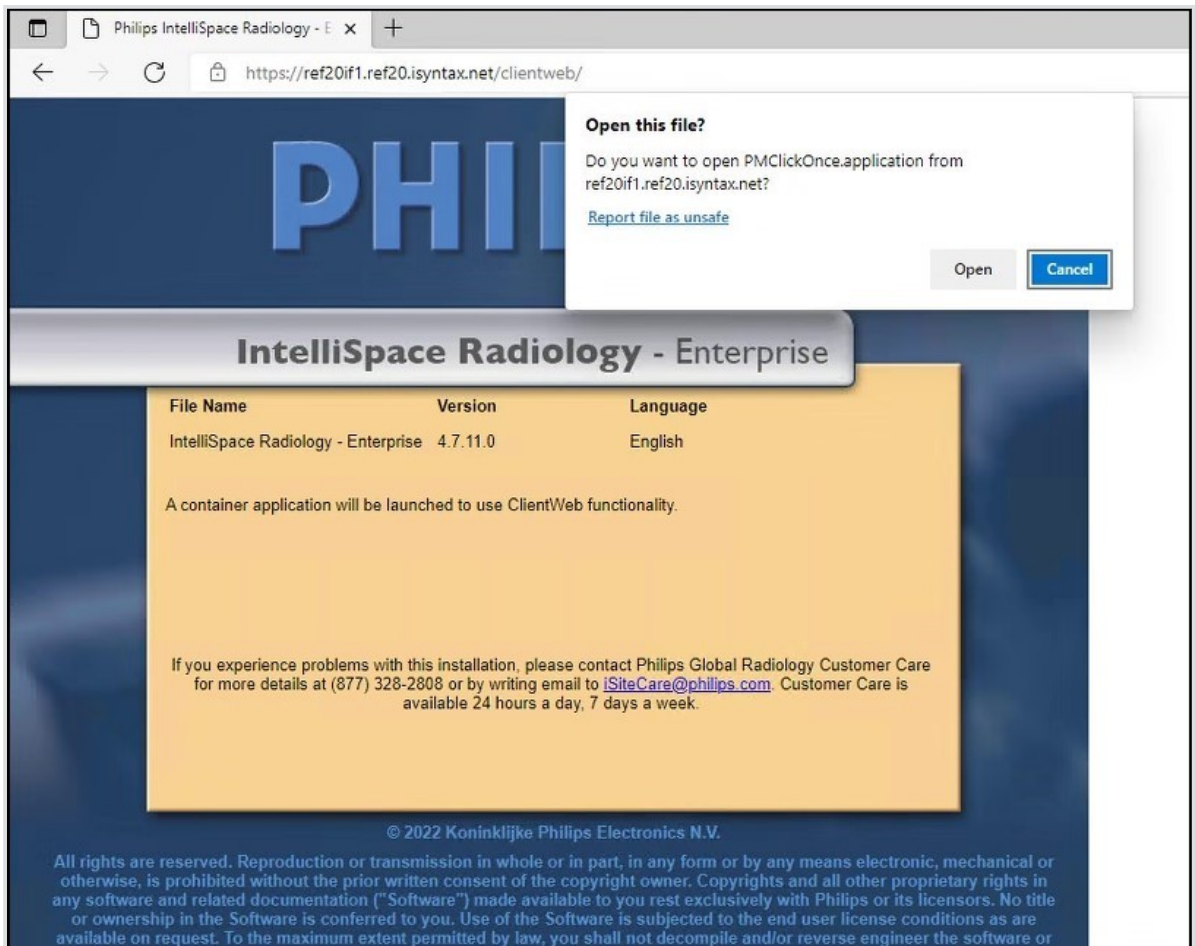 Philips IntelliSpace Radiology - E
https://ref20if1.ref20.isyntax.net/clientweb/
Open this file?
Do you want to open PMClickOnce.application from
ref20if1.ref20.isyntax.net?
Report file as unsafe
Open Cancel
PHI
IntelliSpace Radiology - Enterprise
File Name Version Language
IntelliSpace Radiology - Enterprise 4.7.11.0 English
A container application will be launched to use ClientWeb functionality.
If you experience problems with this installation, please contact Philips Global Radiology Customer Care
for more details at (877) 328-2808 or by writing email to iSiteCare@philips.com. Customer Care is
available 24 hours a day, 7 days a week.
© 2022 Koninklijke Philips Electronics N.V.
All rights are reserved. Reproduction or transmission in whole or in part, in any form or by any means electronic, mechanical or
otherwise, is prohibited without the prior written consent of the copyright owner. Copyrights and all other proprietary rights in
any software and related documentation ("Software") made available to you rest exclusively with Philips or its licensors. No title
or ownership in the Software is conferred to you. Use of the Software is subjected to the end user license conditions as are
available on request. To the maximum extent permitted by law, you shall not decompile and/or reverse engineer the software or